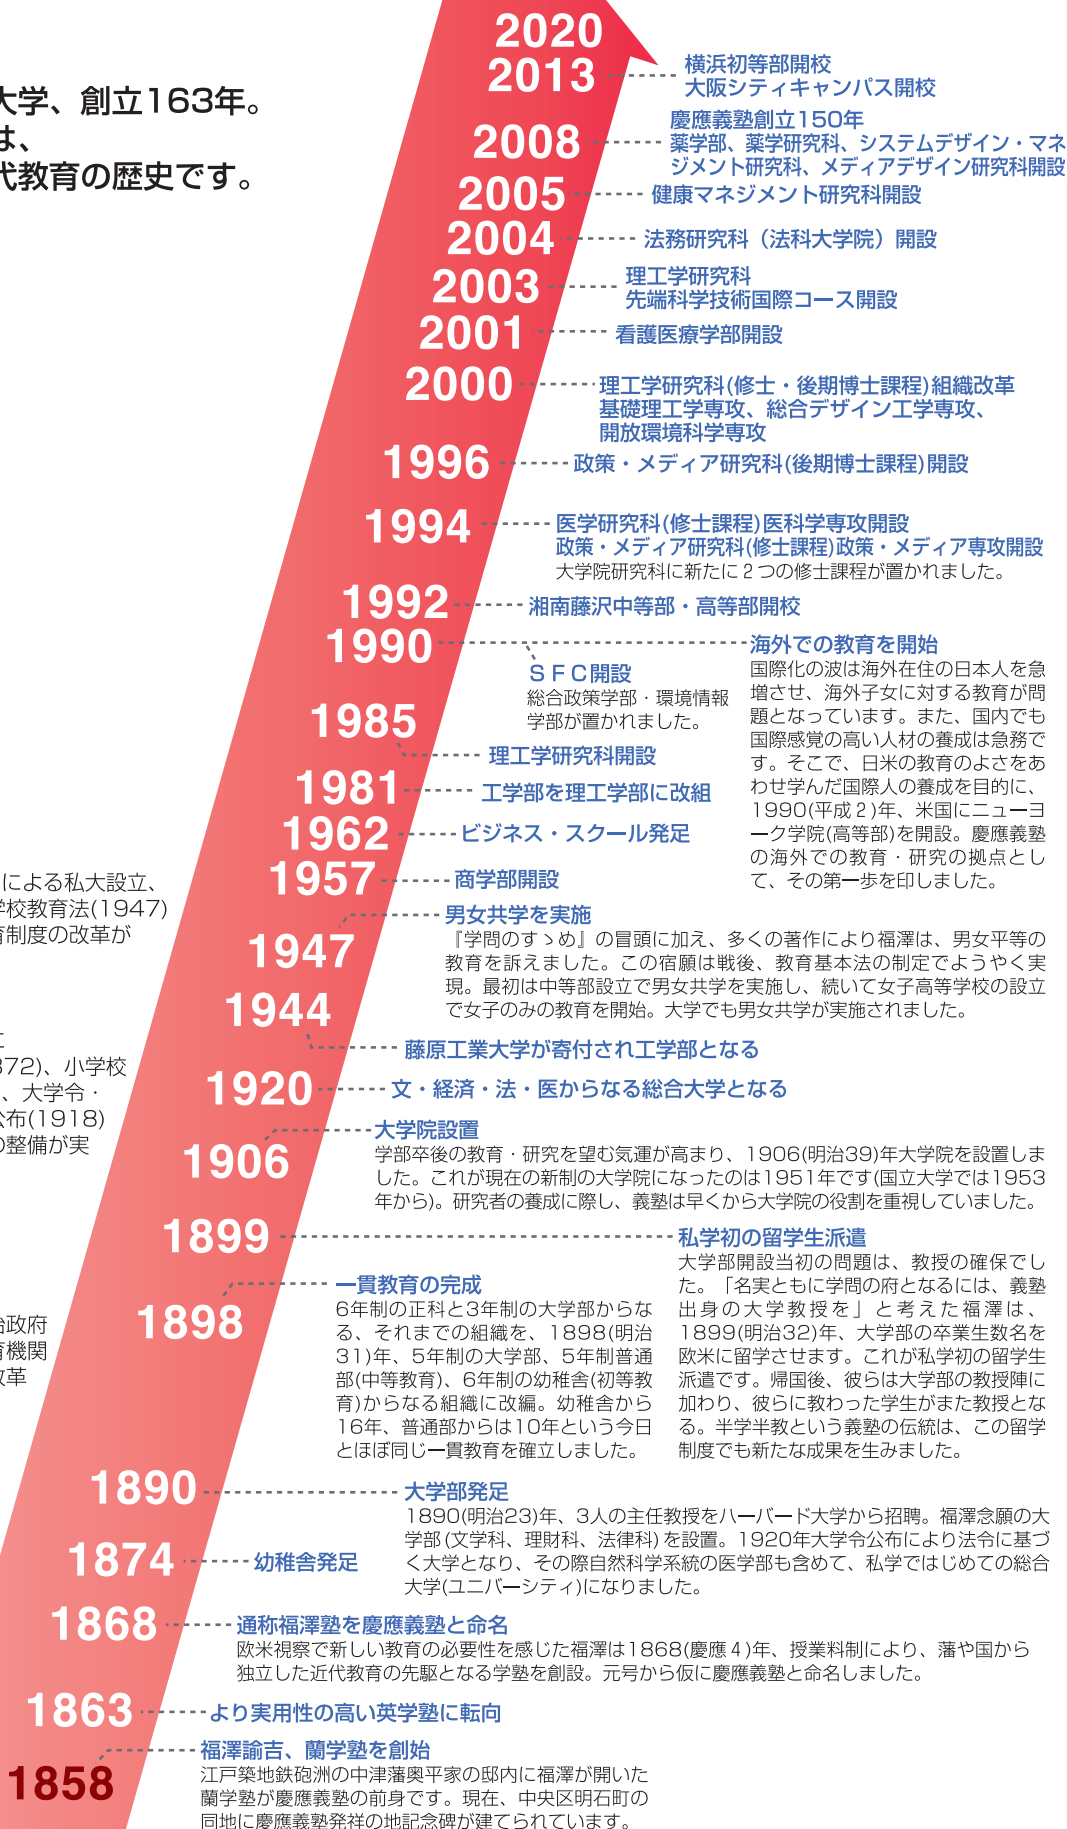 2020
大学、創立163年。
は、
代教育の歴史です。
2013
横浜初等部開校
大阪シティキャンパス開校
2008
慶應義塾創立150年
薬学部、薬学研究科、システムデザイン・マネ
ジメント研究科、メディアデザイン研究科開設
2005
健康マネジメント研究科開設
2004
法務研究科（法科大学院）開設
2003
理工学研究科
先端科学技術国際コース開設
2001
看護医療学部開設
2000
理工学研究科(修士・後期博士課程)組織改革
基礎理工学専攻、総合デザイン工学専攻、
開放環境科学専攻
1996
政策・メディア研究科(後期博士課程)開設
1994
医学研究科(修士課程)医科学専攻開設
政策・メディア研究科(修士課程)政策・メディア専攻開設
大学院研究科に新たに２つの修士課程が置かれました。
1992
湘南藤沢中等部・高等部開校
1990
ＳＦＣ開設
総合政策学部・環境情報
学部が置かれました。
海外での教育を開始
国際化の波は海外在住の日本人を急
増させ、海外子女に対する教育が問
題となっています。また、国内でも
国際感覚の高い人材の養成は急務で
す。そこで、日米の教育のよさをあ
わせ学んだ国際人の養成を目的に、
1990(平成２)年、米国にニューヨ
ーク学院(高等部)を開設。慶應義塾
の海外での教育・研究の拠点とし
て、その第一歩を印しました。
1985
理工学研究科開設
1981
工学部を理工学部に改組
1962
ビジネス・スクール発足
1957
商学部開設
による私大設立、
学校教育法(1947)
育制度の改革が
1947
男女共学を実施
『学問のすゝめ』の冒頭に加え、多くの著作により福澤は、男女平等の
教育を訴えました。この宿願は戦後、教育基本法の制定でようやく実
現。最初は中等部設立で男女共学を実施し、続いて女子高等学校の設立
で女子のみの教育を開始。大学でも男女共学が実施されました。
1944
藤原工業大学が寄付され工学部となる
872)、小学校
、大学令・
公布(1918)
の整備が実
1920
文・経済・法・医からなる総合大学となる
1906
大学院設置
学部卒後の教育・研究を望む気運が高まり、1906(明治39)年大学院を設置しま
した。これが現在の新制の大学院になったのは1951年です(国立大学では1953
年から)。研究者の養成に際し、義塾は早くから大学院の役割を重視していました。
1899
私学初の留学生派遣
大学部開設当初の問題は、教授の確保でし
た。「名実ともに学問の府となるには、義塾
出身の大学教授を」と考えた福澤は、
1899(明治32)年、大学部の卒業生数名を
欧米に留学させます。これが私学初の留学生
派遣です。帰国後、彼らは大学部の教授陣に
加わり、彼らに教わった学生がまた教授とな
る。半学半教という義塾の伝統は、この留学
制度でも新たな成果を生みました。
1898
一貫教育の完成
6年制の正科と3年制の大学部からな
る、それまでの組織を、1898(明治
31)年、5年制の大学部、5年制普通
部(中等教育)、6年制の幼稚舎(初等教
育)からなる組織に改編。幼稚舎から
16年、普通部からは10年という今日
とほぼ同じ一貫教育を確立しました。
治政府
育機関
改革
1890
大学部発足
1890(明治23)年、3人の主任教授をハーバード大学から招聘。福澤念願の大
学部(文学科、理財科、法律科)を設置。1920年大学令公布により法令に基づ
く大学となり、その際自然科学系統の医学部も含めて、私学ではじめての総合
大学(ユニバーシティ)になりました。
1874
幼稚舎発足
1868
通称福澤塾を慶應義塾と命名
欧米視察で新しい教育の必要性を感じた福澤は1868(慶應４)年、授業料制により、藩や国から
独立した近代教育の先駆となる学塾を創設。元号から仮に慶應義塾と命名しました。
1863
より実用性の高い英学塾に転向
1858
福澤諭吉、蘭学塾を創始
江戸築地鉄砲洲の中津藩奥平家の邸内に福澤が開いた
蘭学塾が慶應義塾の前身です。現在、中央区明石町の
同地に慶應義塾発祥の地記念碑が建てられています。